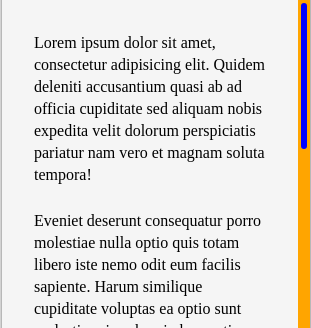 Lorem ipsum dolor sit amet,
consectetur adipisicing elit. Quidem
deleniti accusantium quasi ab ad
officia cupiditate sed aliquam nobis
expedita velit dolorum perspiciatis
pariatur nam vero et magnam soluta
tempora!
Eveniet deserunt consequatur porro
molestiae nulla optio quis totam
libero iste nemo odit eum facilis
sapiente. Harum similique
cupiditate voluptas ea optio sunt